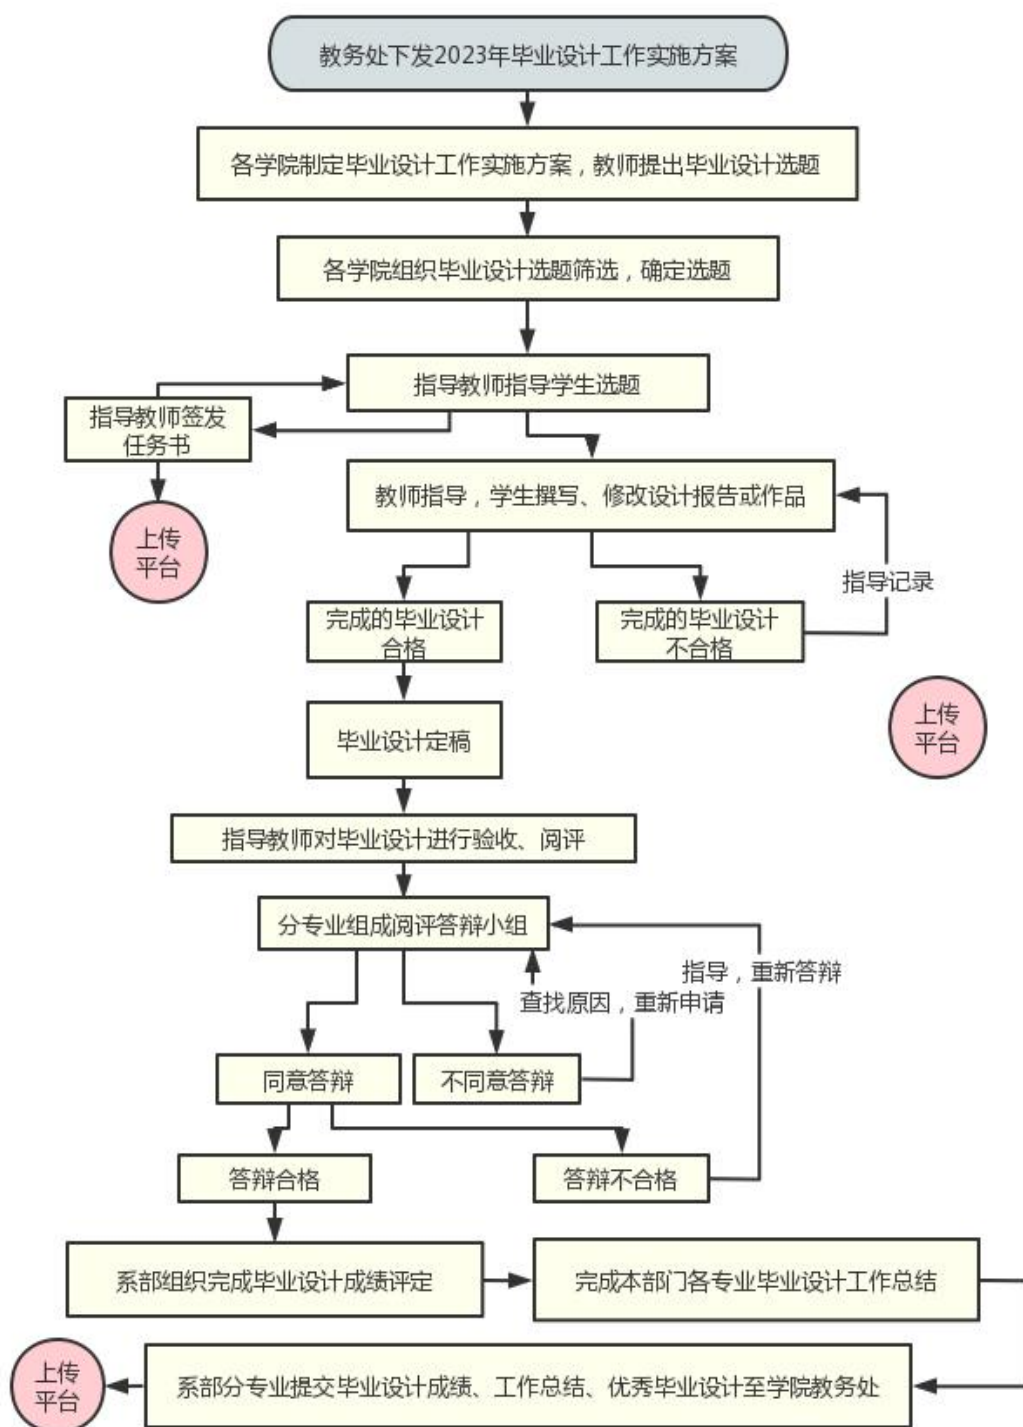 教务处下发2023年毕业设计工作实施方案
各学院制定毕业设计工作实施方案，教师提出毕业设计选题
各学院组织毕业设计选题筛选，确定选题
指导教师指导学生选题
指导教师签发
任务书
教师指导，学生撰写、修改设计报告或作品
上传
平台
指导记录
完成的毕业设计
合格
完成的毕业设计
不合格
上传
平台
毕业设计定稿
指导教师对毕业设计进行验收、阅评
分专业组成阅评答辩小组
指导，重新答辩
查找原因，重新申请
同意答辩
不同意答辩
答辩合格
答辩不合格
系部组织完成毕业设计成绩评定
完成本部门各专业毕业设计工作总结
上传
平台
系部分专业提交毕业设计成绩、工作总结、优秀毕业设计至学院教务处